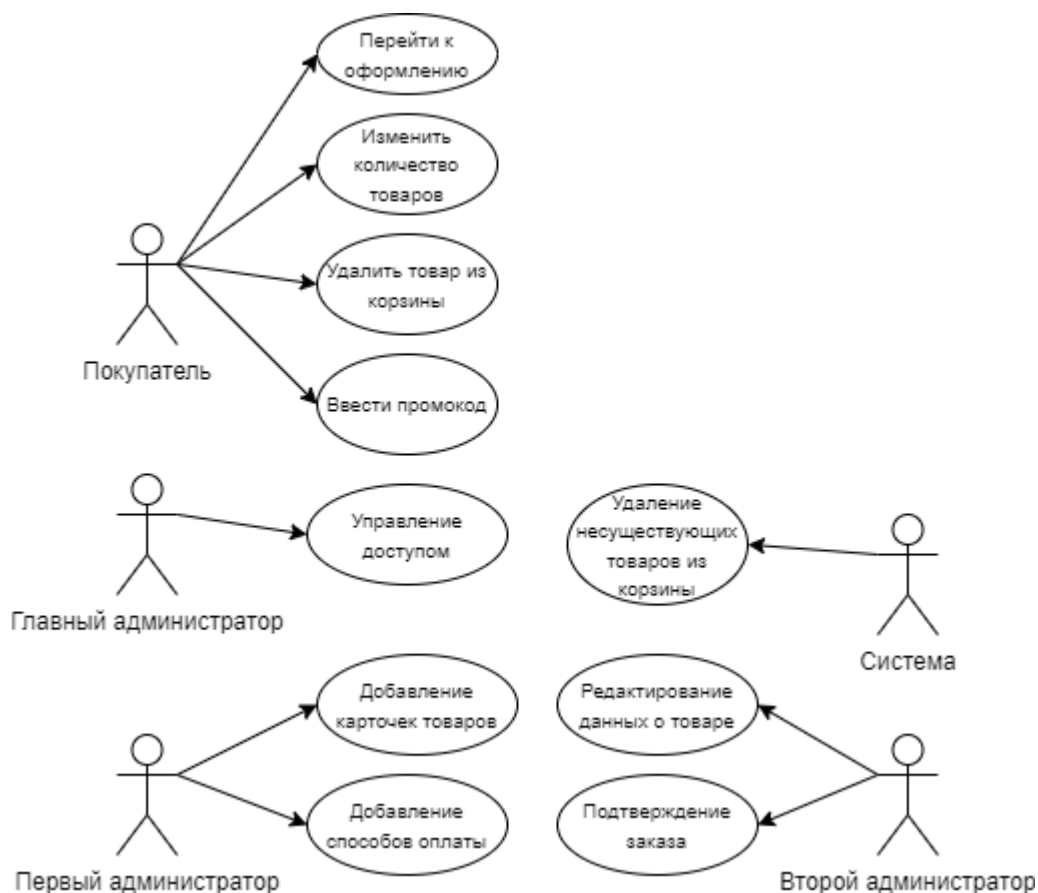 Перейти к
оформлению
Изменить
количество
товаров
Удалить товар из
корзины
Покупатель
Ввести промокод
Управление
доступом
Главный администратор
Удаление
несуществующих
товаров из
корзины
Система
Добавление
карточек товаров
Добавление
способов оплаты
Первый администратор
Редактирование
данных о товаре
Подтверждение
заказа
Второй администратор